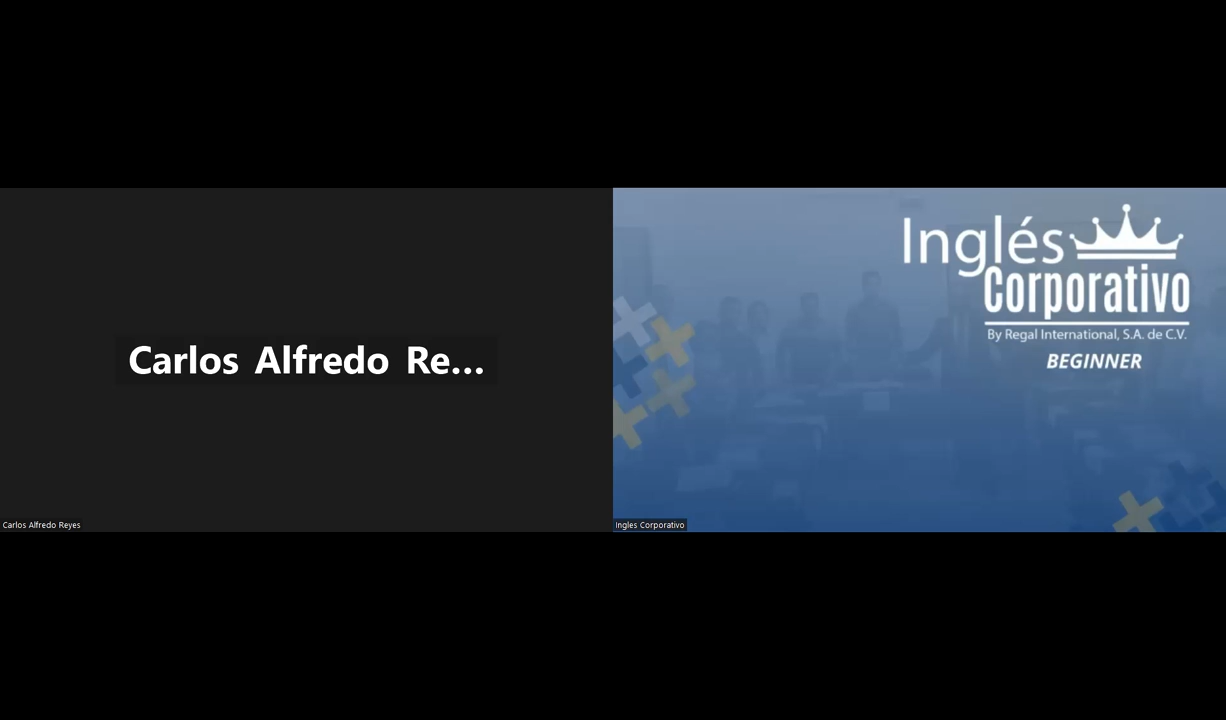 Carlos Alfredo Re...
Carlos Alfredo Reyes
Inglés
Corporativo
By Regal International, S.A. de C.V.
BEGINNER
Ingles Corporativo